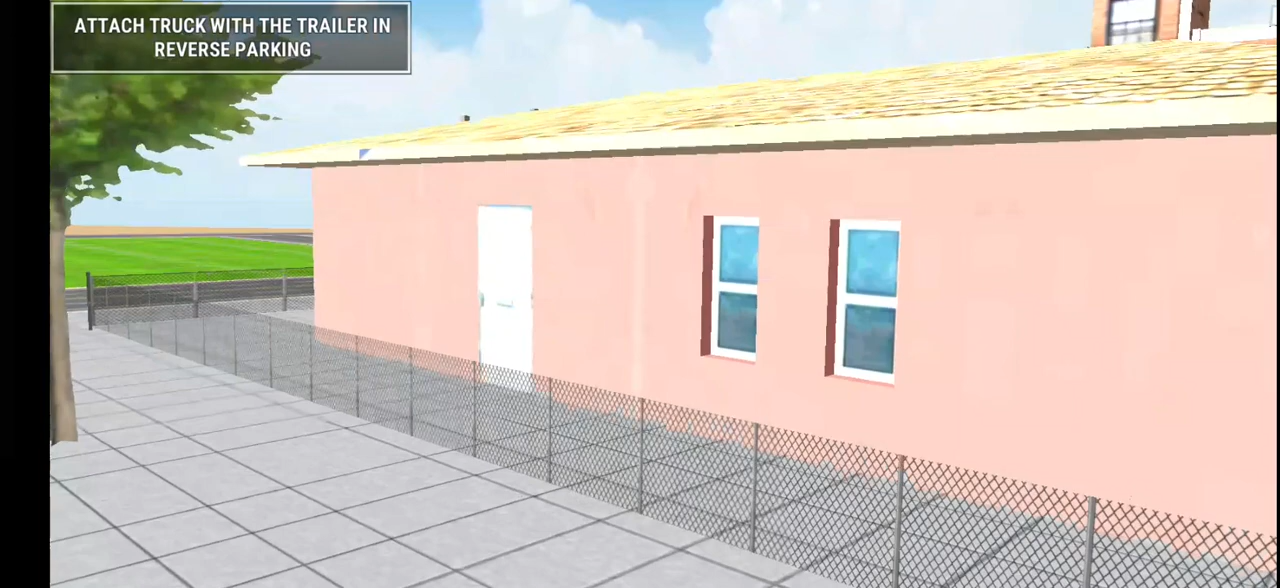 ATTACH TRUCK WITH THE TRAILER IN
REVERSE PARKING